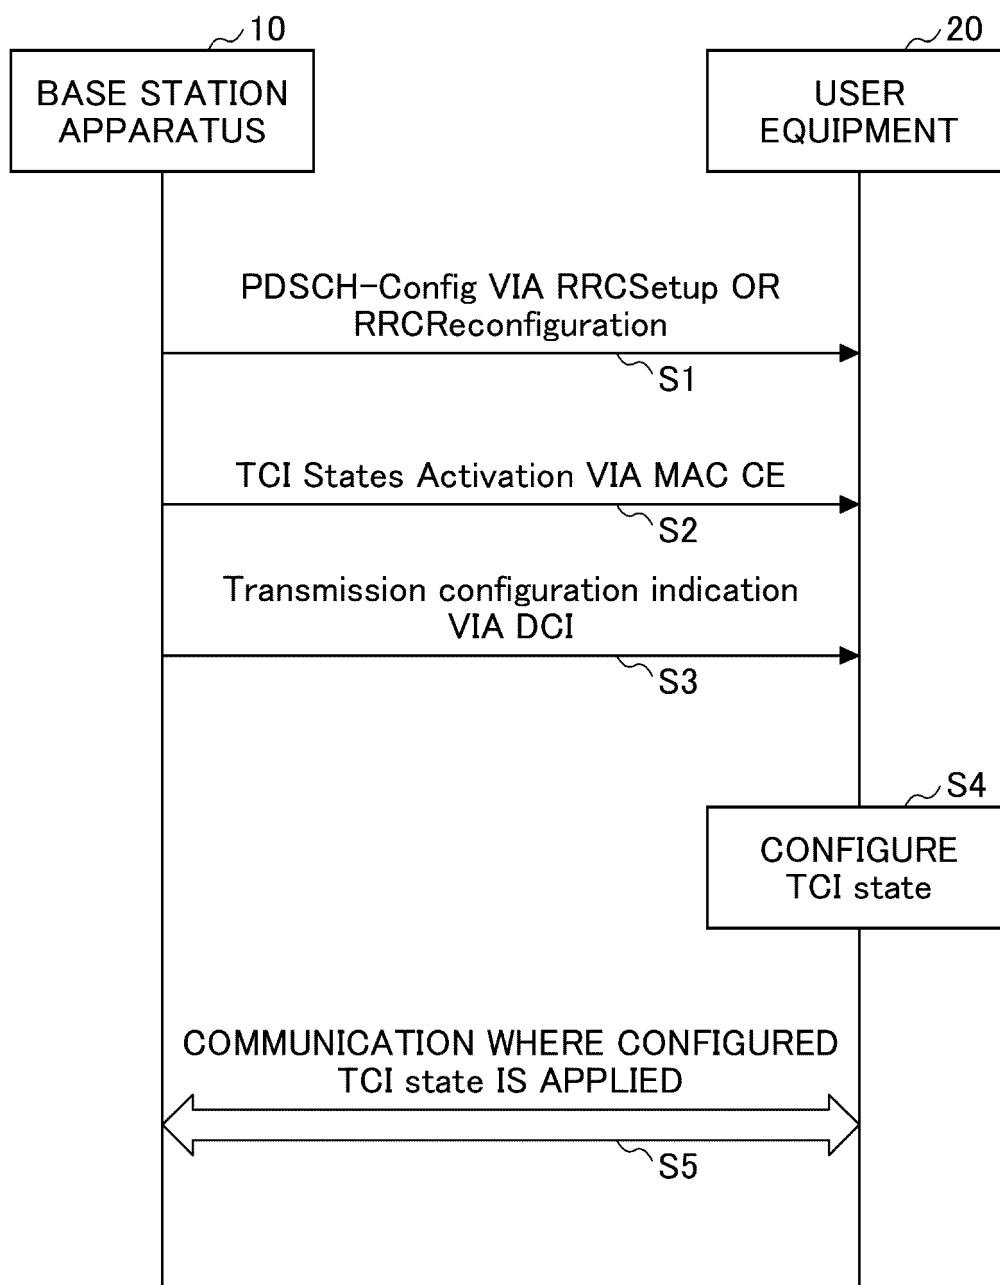 10
20
BASE STATION
APPARATUS
USER
EQUIPMENT
PDSCH-Config VIA RRCSetup OR
RRCReconfiguration
S1
TCI States Activation VIA MAC CE
S2
Transmission configuration indication
VIA DCI
S3
S4
CONFIGURE
TCI state
COMMUNICATION WHERE CONFIGURED
TCI state IS APPLIED
S5